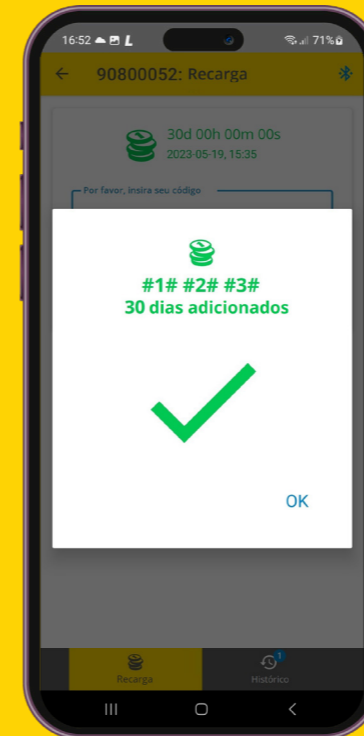 16:52
71%
90800052: Recarga
30d 00h 00m 00s
2023-05-19, 15:35
Por favor, insira seu código
#1# #2# #3#
30 dias adicionados
OK
1
Recarga
Histórico